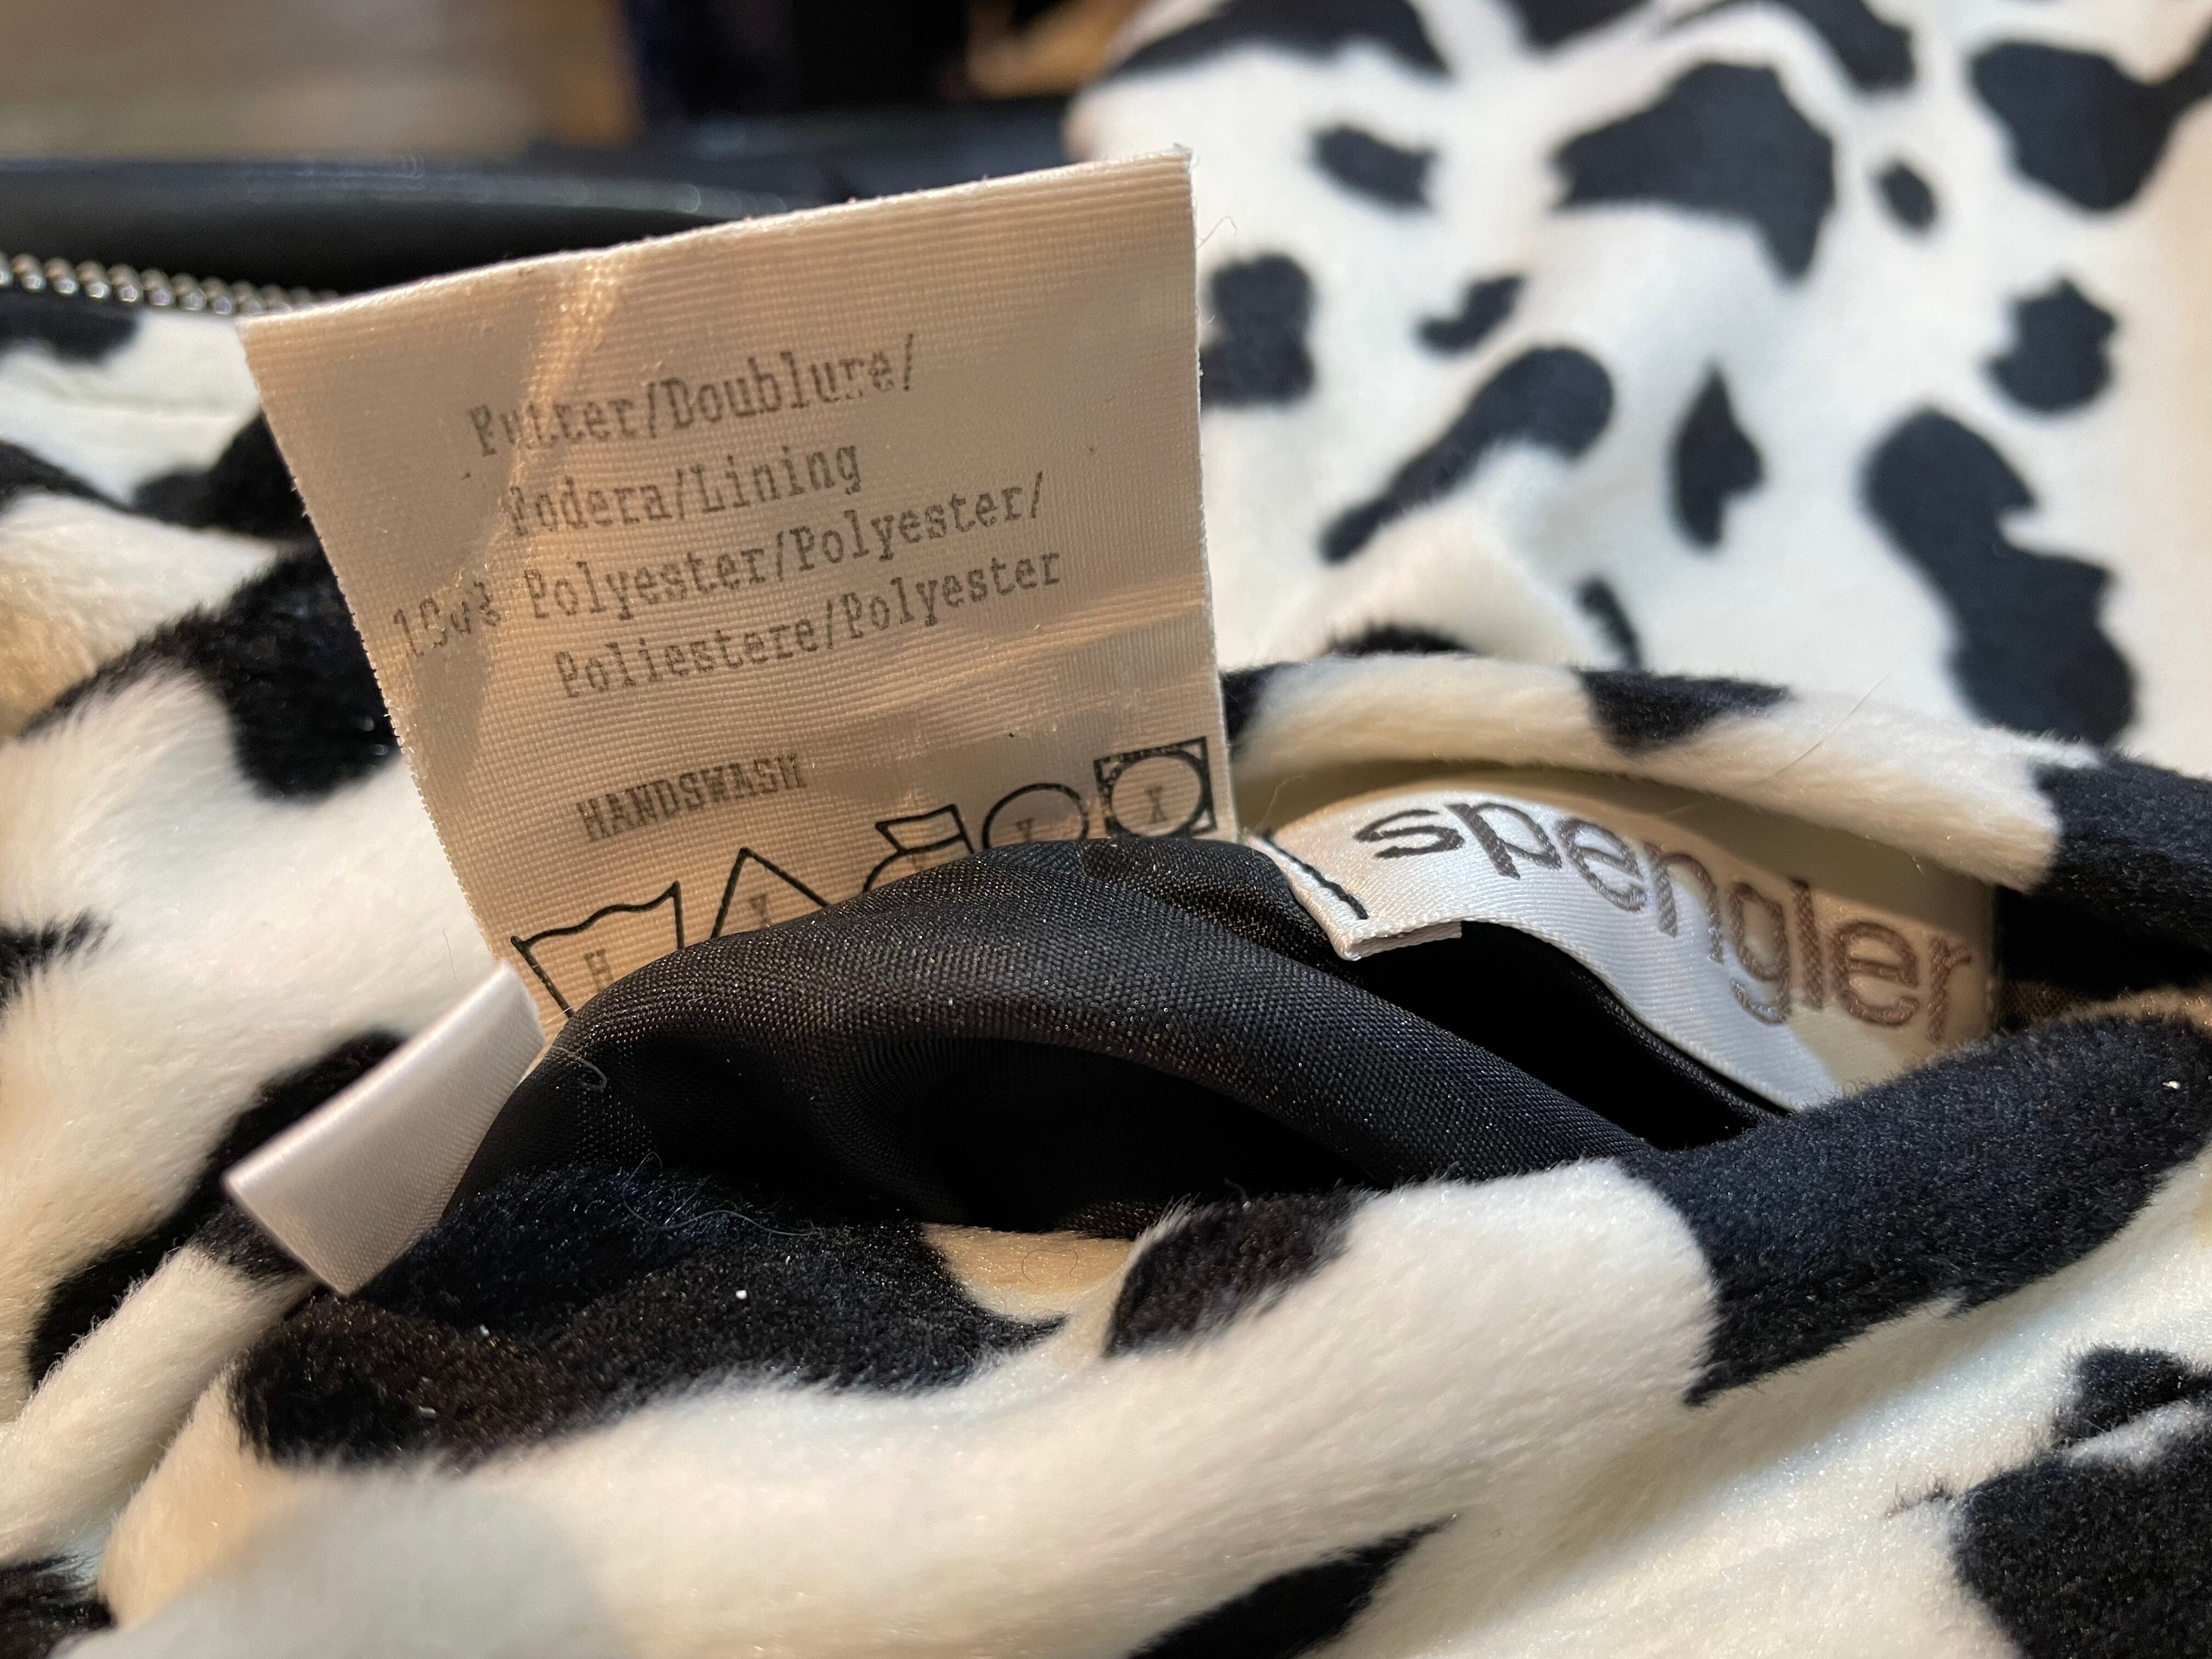 Futter/Doublure/
Fodera/Lining
100% Polyester/Polyester/
Poliestere/Polyester
HANDSWASH
H X X X
spengler